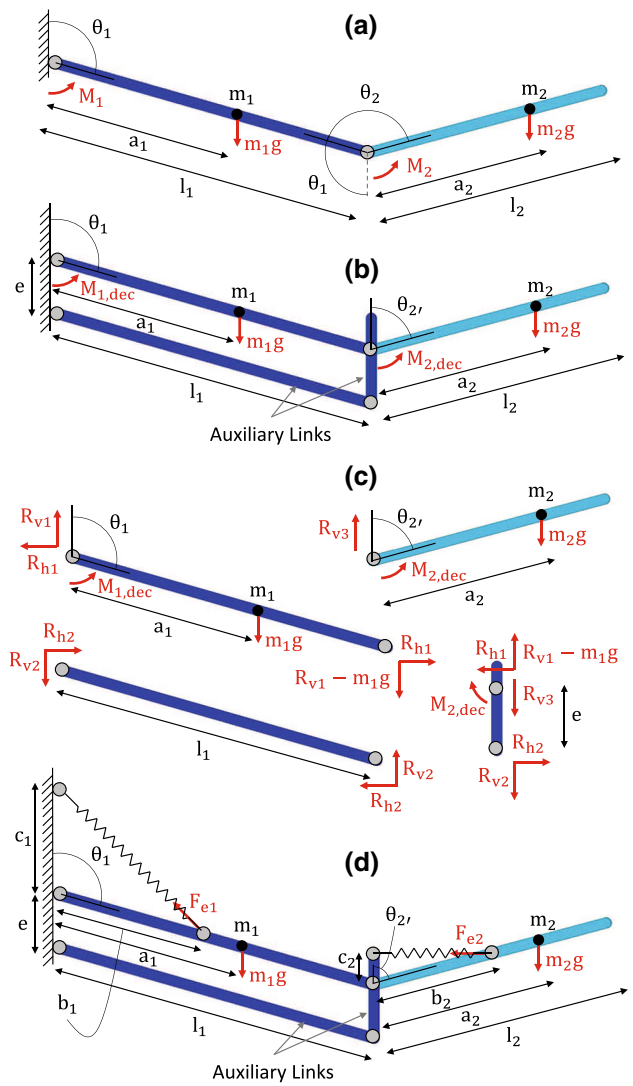 (a)
θ₁
M₁
m₁
m₁g
a₁
l₁
θ₂
θ₁
M₂
m₂
m₂g
a₂
l₂
(b)
θ₁
e
M₁,dec
m₁
m₁g
a₁
l₁
θ₂′
M₂,dec
m₂
m₂g
a₂
l₂
Auxiliary Links
(c)
Rᵥ₁
Rₕ₁
θ₁
M₁,dec
m₁
m₁g
a₁
Rᵥ₃
θ₂′
M₂,dec
m₂
m₂g
a₂
Rₕ₂
Rᵥ₂
Rₕ₁
Rᵥ₁ − m₁g
l₁
Rᵥ₂
Rₕ₂
Rₕ₁
Rᵥ₁ − m₁g
M₂,dec
Rᵥ₃
e
Rₕ₂
Rᵥ₂
(d)
c₁
θ₁
Fₑ₁
e
m₁
m₁g
a₁
b₁
l₁
c₂
θ₂′
Fₑ₂
m₂
m₂g
b₂
a₂
l₂
Auxiliary Links